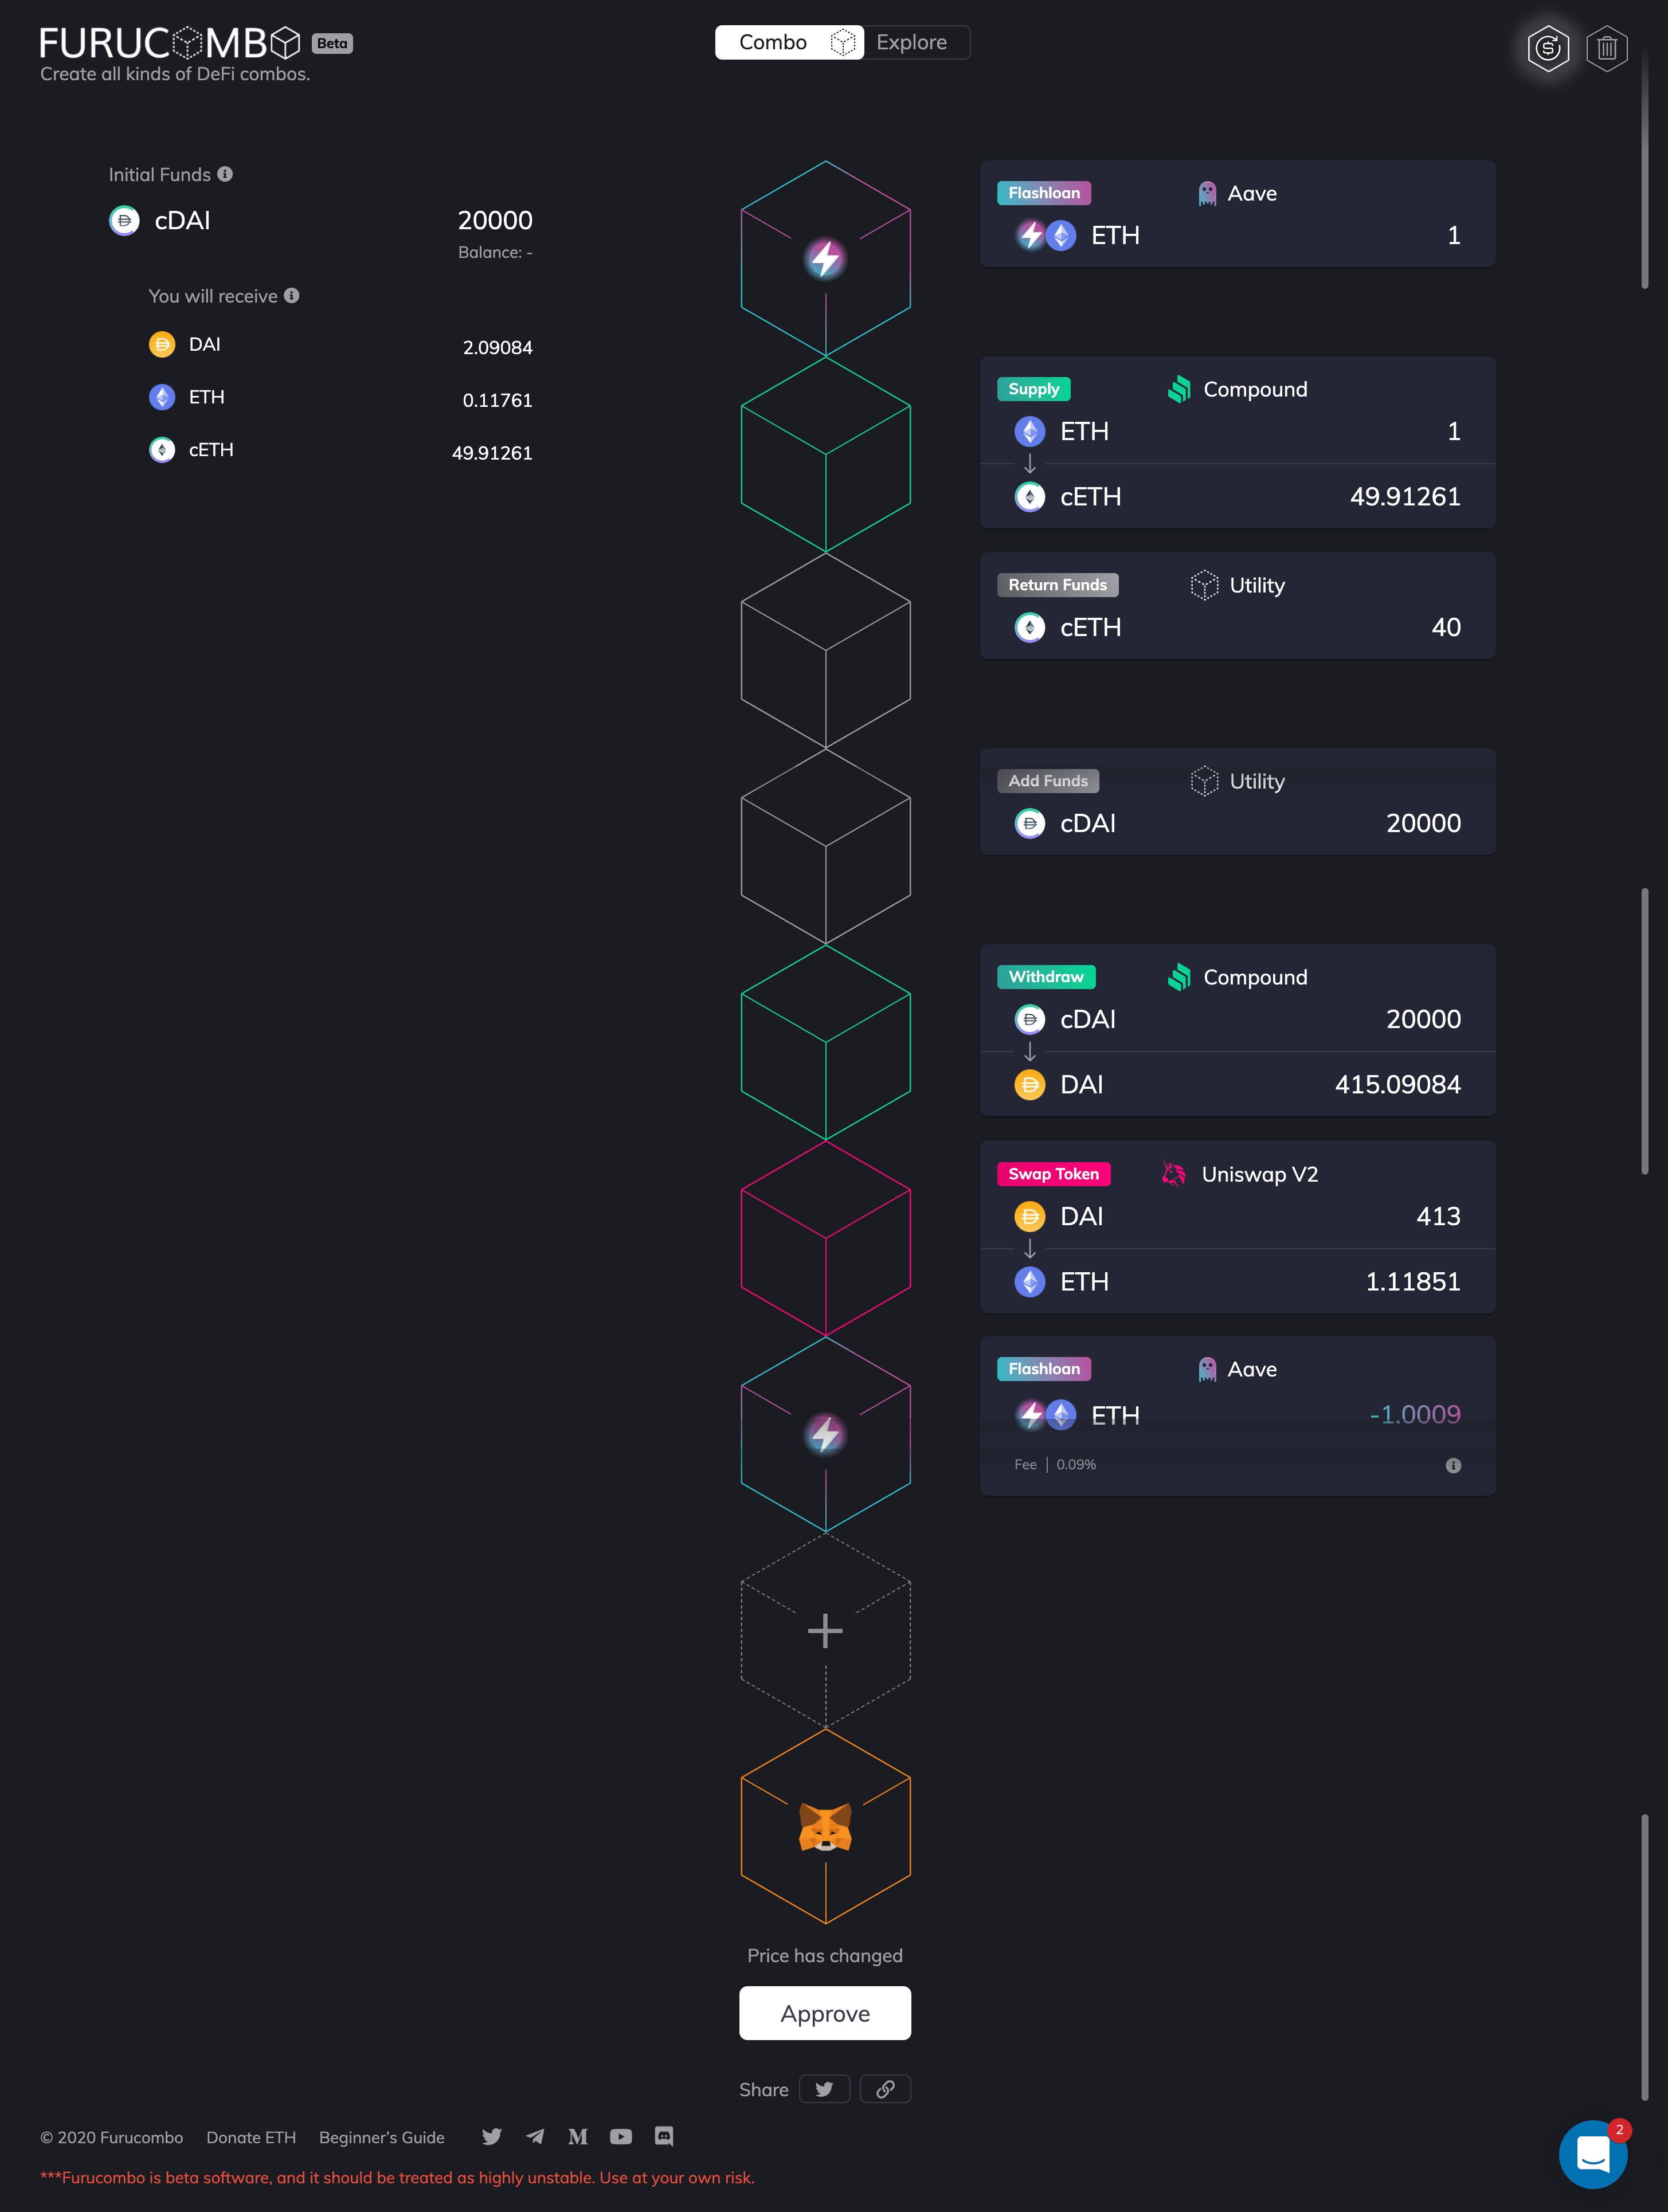 FURUCOMBO Beta
Create all kinds of DeFi combos.
Combo Explore
Initial Funds
cDAI 20000
Balance: -
You will receive
DAI 2.09084
ETH 0.11761
cETH 49.91261
Flashloan Aave
ETH 1
Supply Compound
ETH 1
cETH 49.91261
Return Funds Utility
cETH 40
Add Funds Utility
cDAI 20000
Withdraw Compound
cDAI 20000
DAI 415.09084
Swap Token Uniswap V2
DAI 413
ETH 1.11851
Flashloan Aave
ETH -1.0009
Fee | 0.09%
Price has changed
Approve
Share
© 2020 Furucombo Donate ETH Beginner's Guide
2
***Furucombo is beta software, and it should be treated as highly unstable. Use at your own risk.